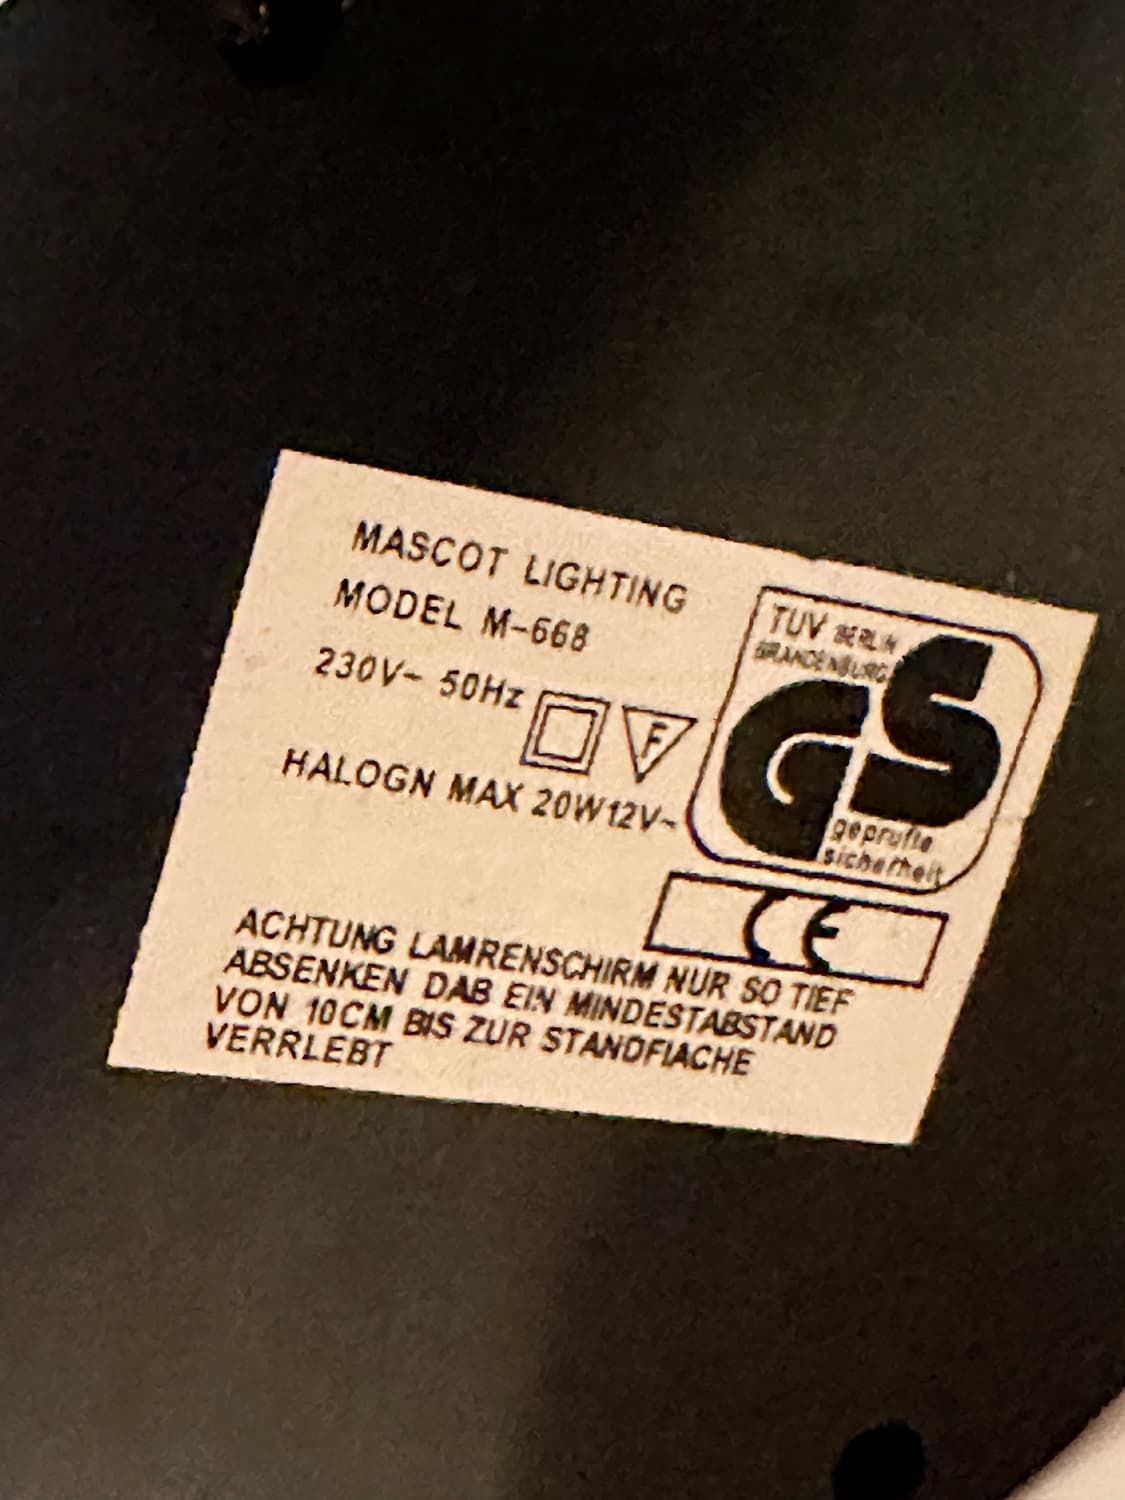 MASCOT LIGHTING
MODEL M-668
230V~ 50Hz
F
HALOGN MAX 20W12V~
TUV BERLIN
BRANDENBURG
GS
geprufte
sicherheit
CE
ACHTUNG LAMRENSCHIRM NUR SO TIEF
ABSENKEN DAB EIN MINDESTABSTAND
VON 10CM BIS ZUR STANDFIACHE
VERRLEBT